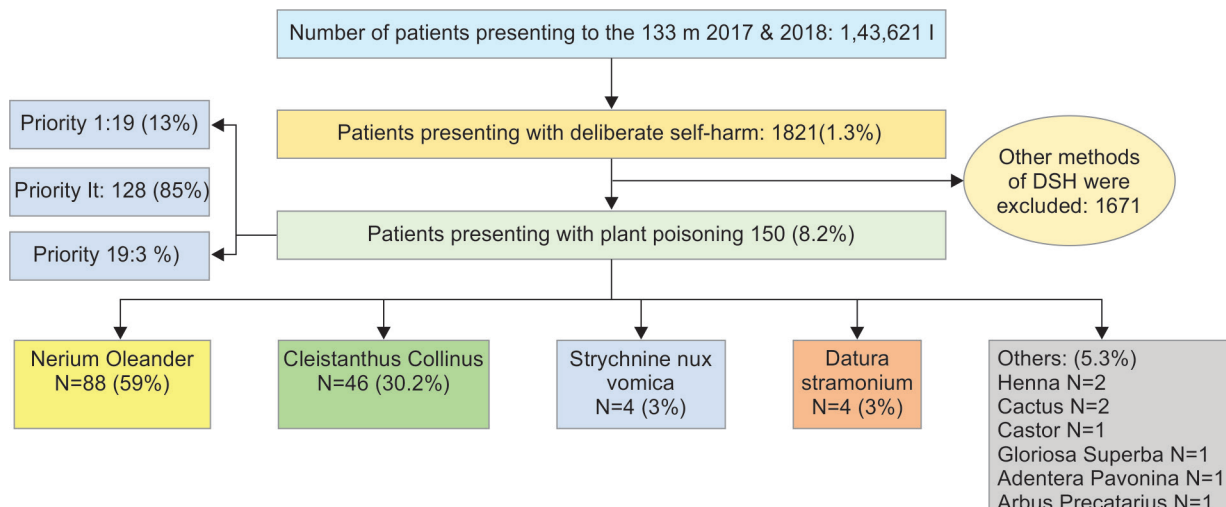 Number of patients presenting to the 133 m 2017 & 2018: 1,43,621 I
Priority 1:19 (13%)
Patients presenting with deliberate self-harm: 1821(1.3%)
Other methods
of DSH were
excluded: 1671
Priority It: 128 (85%)
Priority 19:3 %)
Patients presenting with plant poisoning 150 (8.2%)
Nerium Oleander
N=88 (59%)
Cleistanthus Collinus
N=46 (30.2%)
Strychnine nux
vomica
N=4 (3%)
Datura
stramonium
N=4 (3%)
Others: (5.3%)
Henna N=2
Cactus N=2
Castor N=1
Gloriosa Superba N=1
Adentera Pavonina N=1
Arbus Precatarius N=1